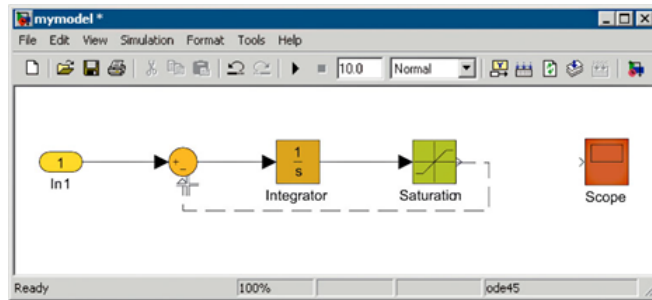 mymodel *
File Edit View Simulation Format Tools Help
10.0 Normal
1
In1
+
-
1
s
Integrator
Saturation
Scope
Ready 100% ode45